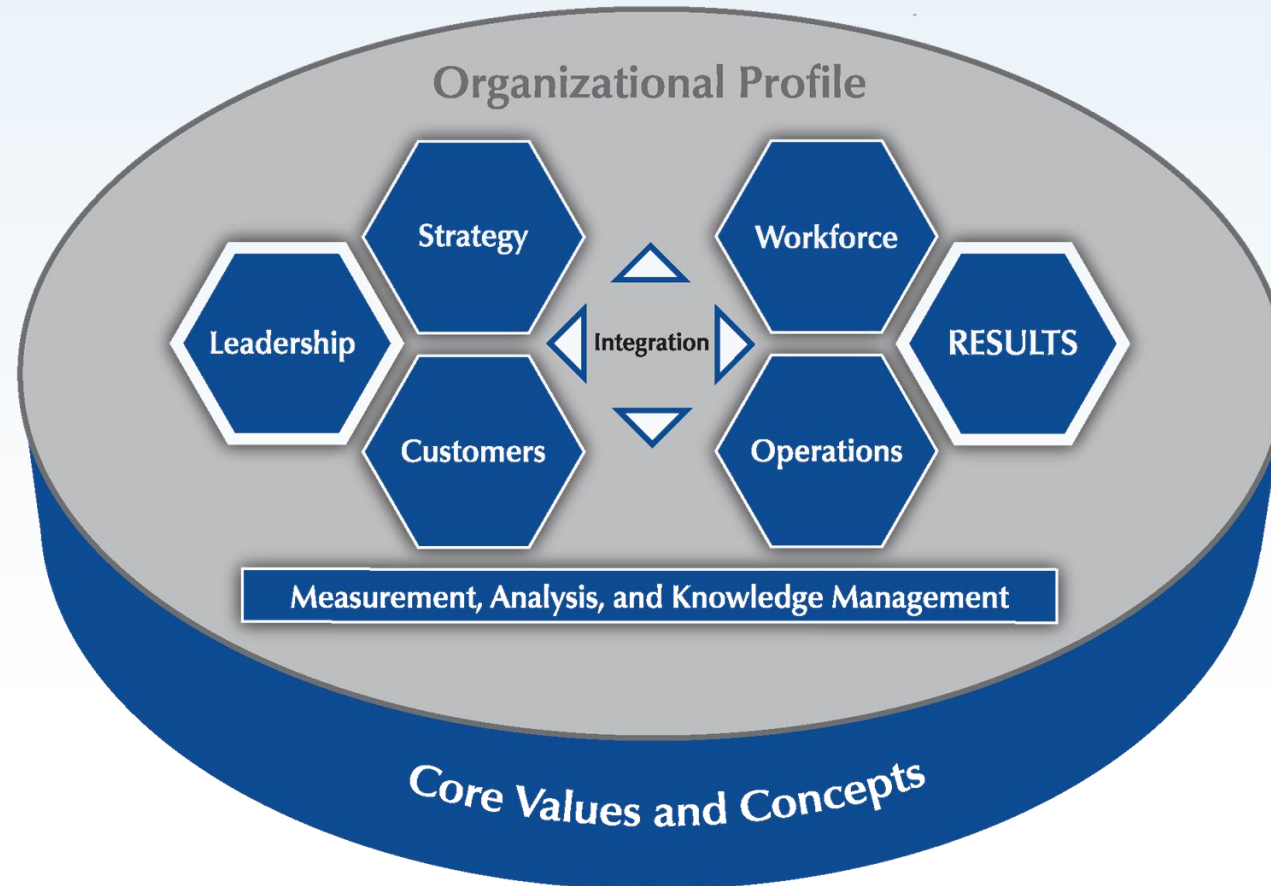 Organizational Profile
Strategy
Workforce
Leadership
Integration
RESULTS
Customers
Operations
Measurement, Analysis, and Knowledge Management
Core Values and Concepts